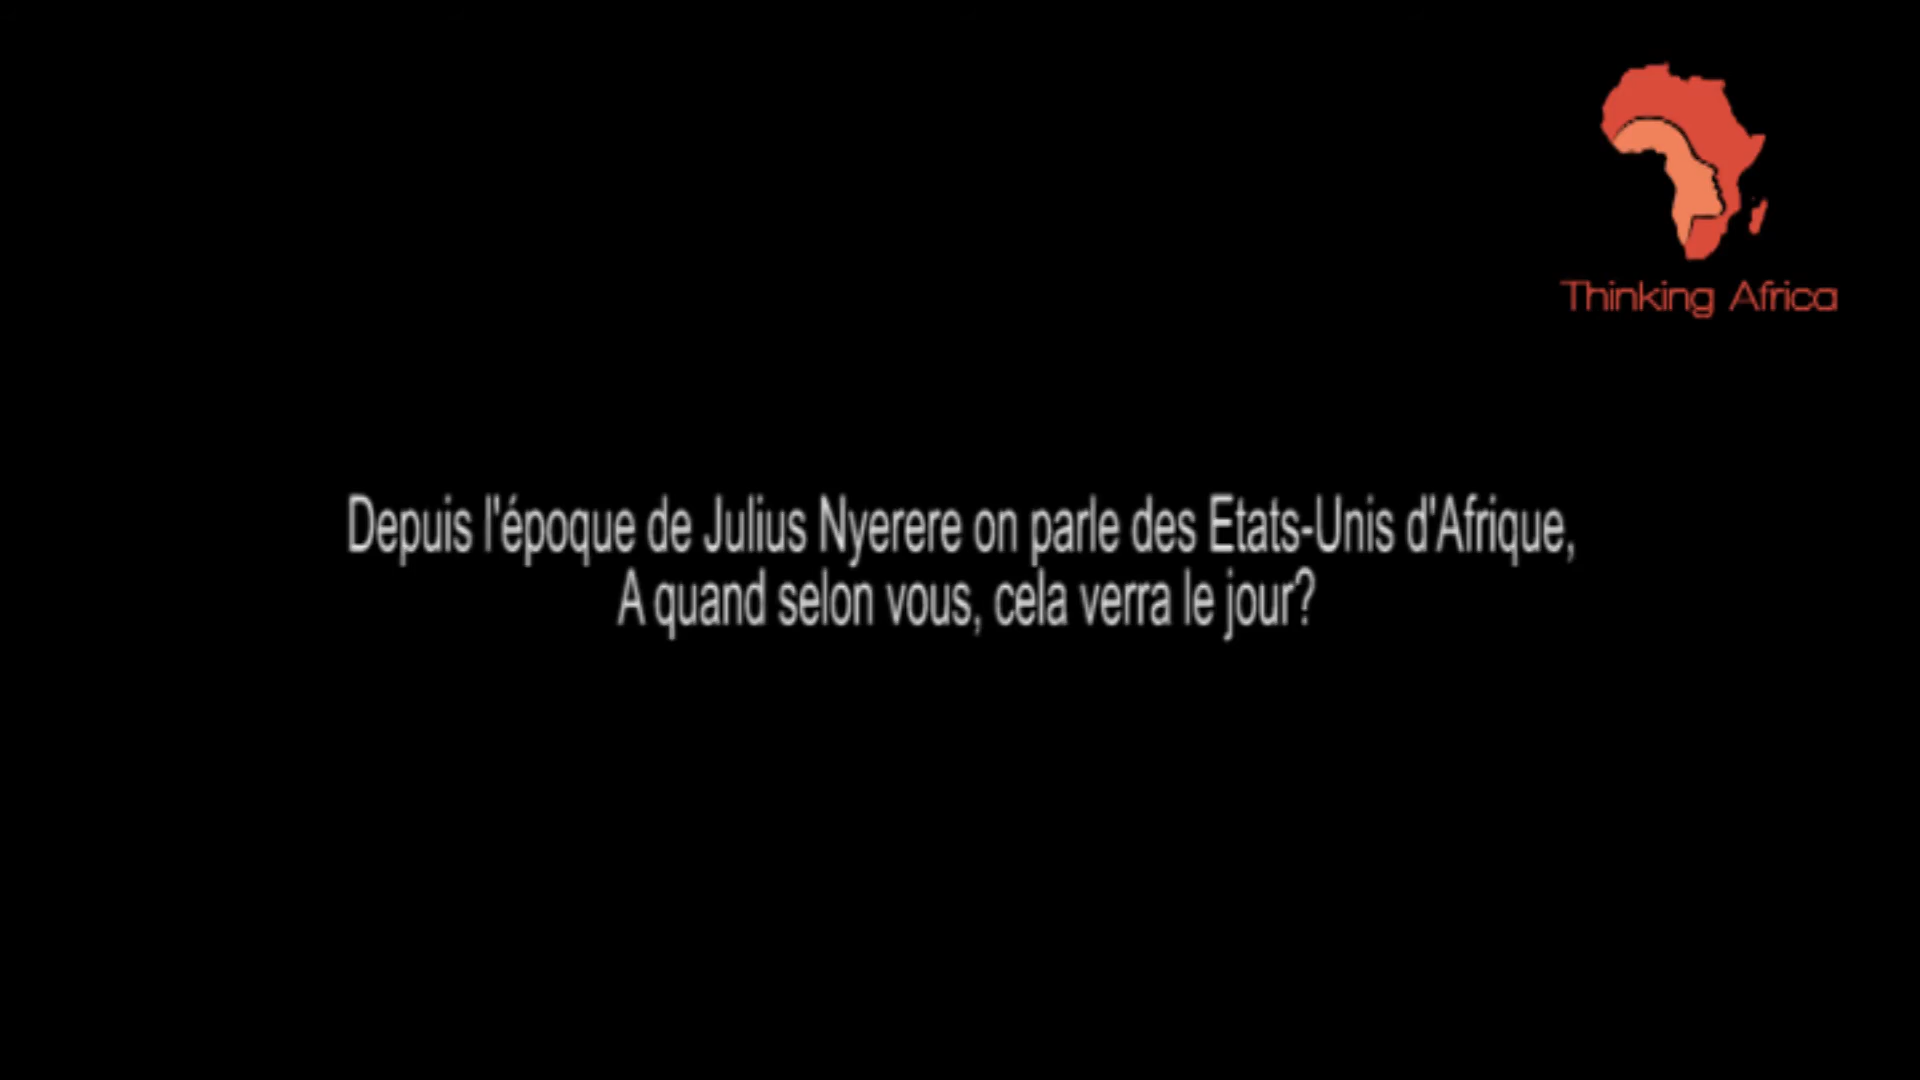 Thinking Africa
Depuis l'époque de Julius Nyerere on parle des Etats-Unis d'Afrique,
A quand selon vous, cela verra le jour?